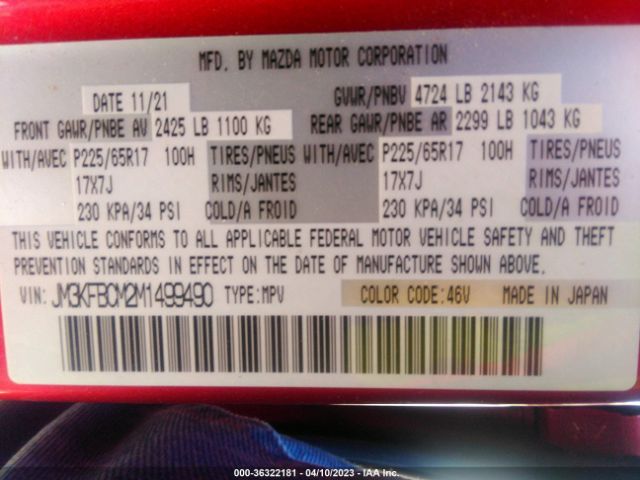 MFD. BY MAZDA MOTOR CORPORATION
DATE 11/21 GVWR/PNBV 4724 LB 2143 KG
FRONT GAWR/PNBE AV 2425 LB 1100 KG REAR GAWR/PNBE AR 2299 LB 1043 KG
WITH/AVEC P225/65R17 100H TIRES/PNEUS WITH/AVEC P225/65R17 100H TIRES/PNEUS
17X7J RIMS/JANTES 17X7J RIMS/JANTES
230 KPA/34 PSI COLD/A FROID 230 KPA/34 PSI COLD/A FROID
THIS VEHICLE CONFORMS TO ALL APPLICABLE FEDERAL MOTOR VEHICLE SAFETY AND THEFT
PREVENTION STANDARDS IN EFFECT ON THE DATE OF MANUFACTURE SHOWN ABOVE.
VIN: JM3KFBCM2M1499490 TYPE:MPV COLOR CODE:46V MADE IN JAPAN
000-36322181 - 04/10/2023 - IAA Inc.